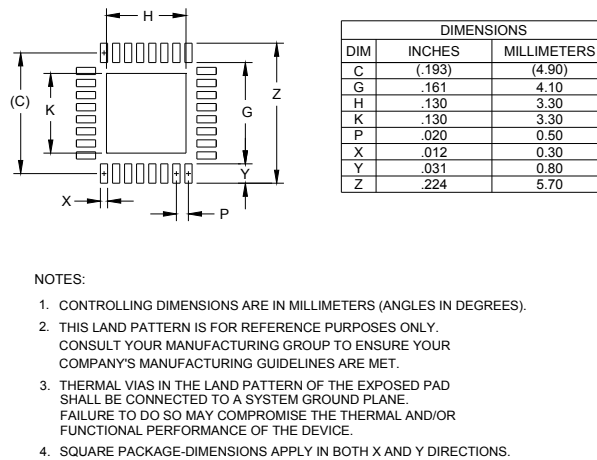 H
(C)
K
G
Z
Y
X
P
DIMENSIONS
DIM INCHES MILLIMETERS
C (.193) (4.90)
G .161 4.10
H .130 3.30
K .130 3.30
P .020 0.50
X .012 0.30
Y .031 0.80
Z .224 5.70
NOTES:
1. CONTROLLING DIMENSIONS ARE IN MILLIMETERS (ANGLES IN DEGREES).
2. THIS LAND PATTERN IS FOR REFERENCE PURPOSES ONLY.
CONSULT YOUR MANUFACTURING GROUP TO ENSURE YOUR
COMPANY'S MANUFACTURING GUIDELINES ARE MET.
3. THERMAL VIAS IN THE LAND PATTERN OF THE EXPOSED PAD
SHALL BE CONNECTED TO A SYSTEM GROUND PLANE.
FAILURE TO DO SO MAY COMPROMISE THE THERMAL AND/OR
FUNCTIONAL PERFORMANCE OF THE DEVICE.
4. SQUARE PACKAGE-DIMENSIONS APPLY IN BOTH X AND Y DIRECTIONS.